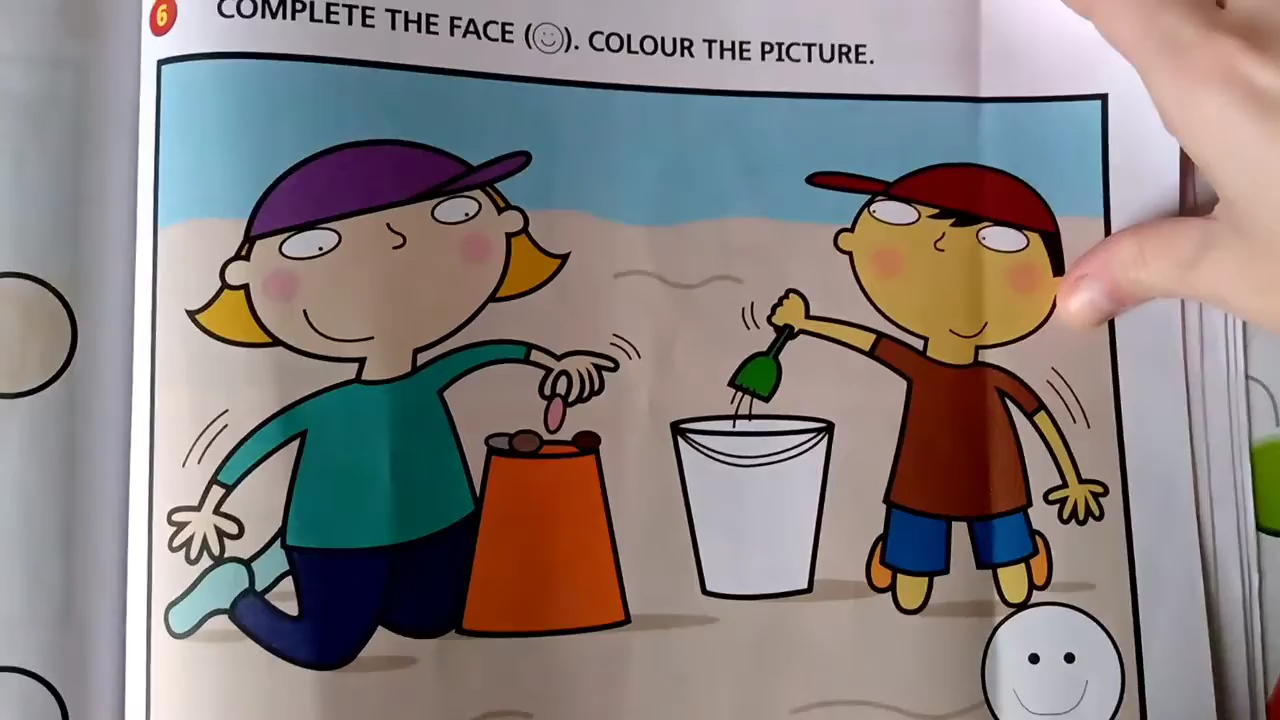 6 COMPLETE THE FACE (☺). COLOUR THE PICTURE.